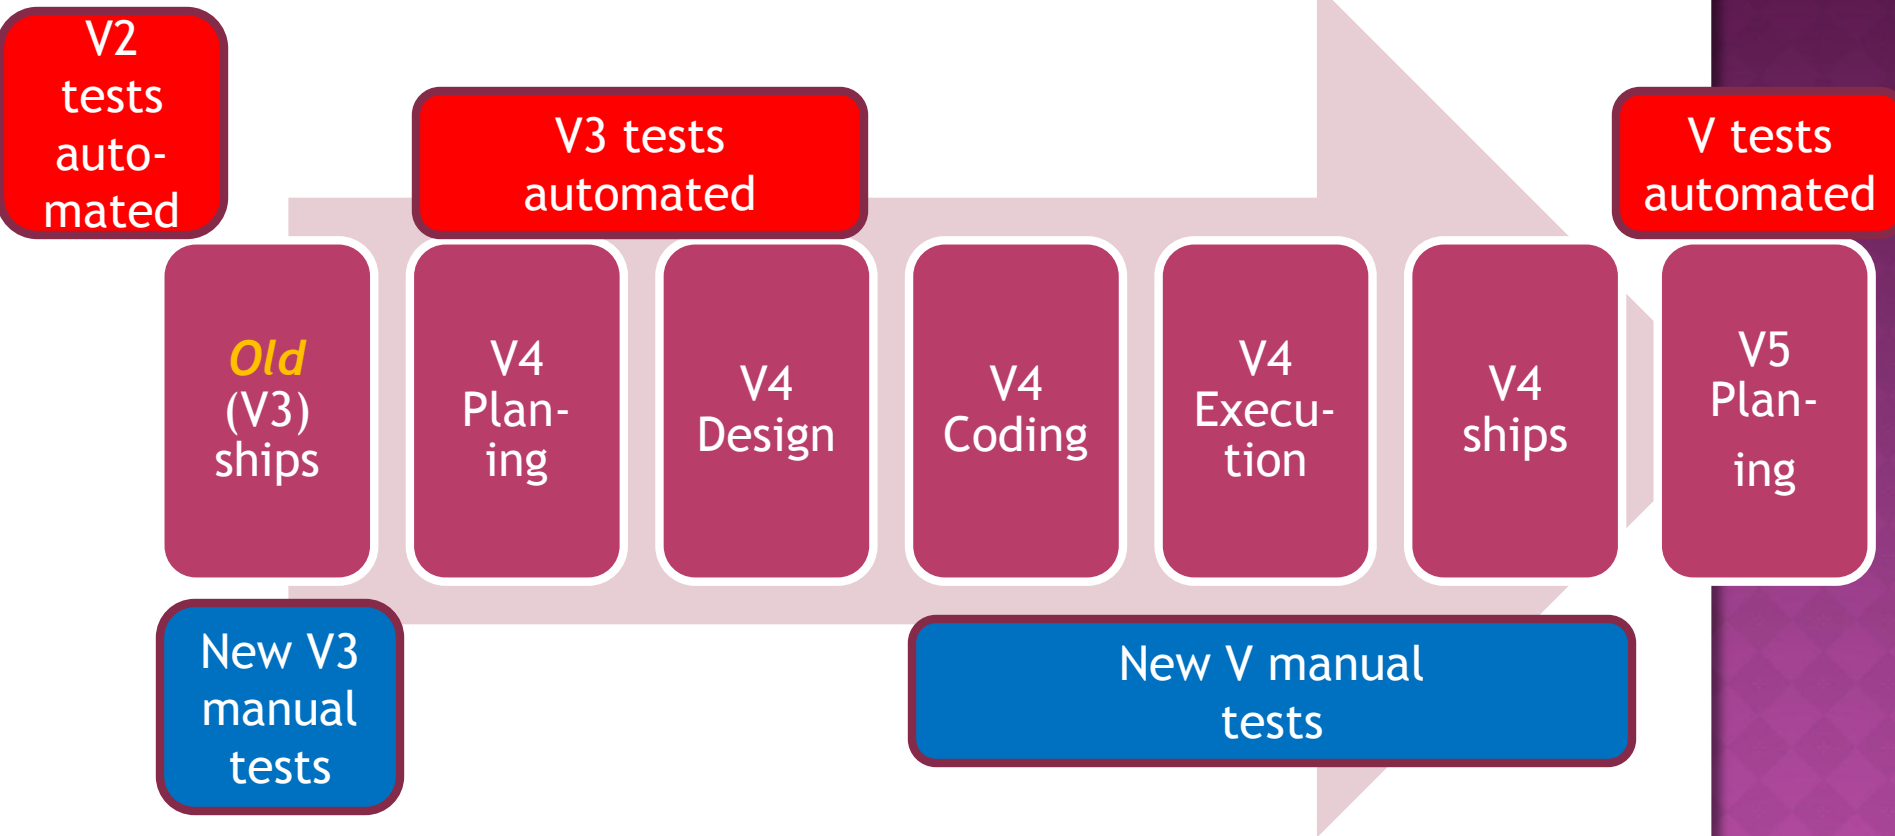 V2
tests
auto-
mated
V3 tests
automated
V tests
automated
Old
(V3)
ships
V4
Plan-
ing
V4
Design
V4
Coding
V4
Execu-
tion
V4
ships
V5
Plan-
ing
New V3
manual
tests
New V manual
tests